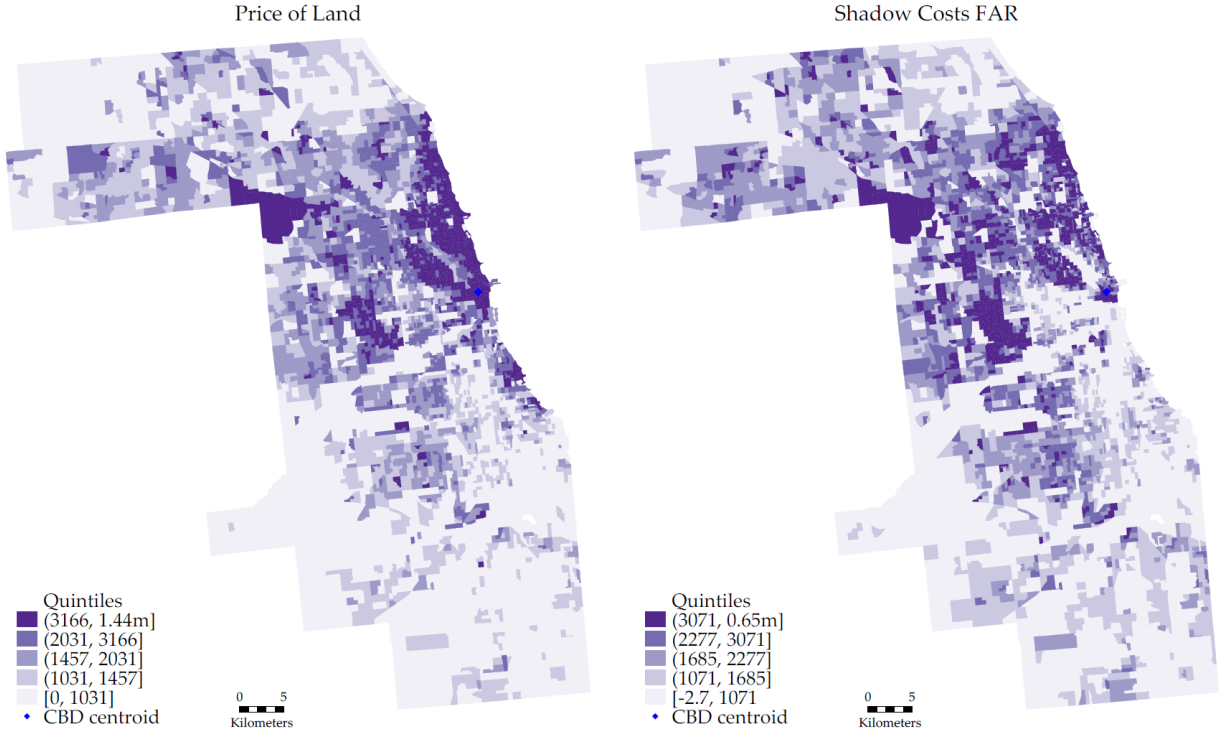 Price of Land
Shadow Costs FAR
Quintiles
(3166, 1.44m]
(2031, 3166]
(1457, 2031]
(1031, 1457]
[0, 1031]
CBD centroid
0 5
Kilometers
Quintiles
(3071, 0.65m]
(2277, 3071]
(1685, 2277]
(1071, 1685]
[-2.7, 1071
CBD centroid
0 5
Kilometers